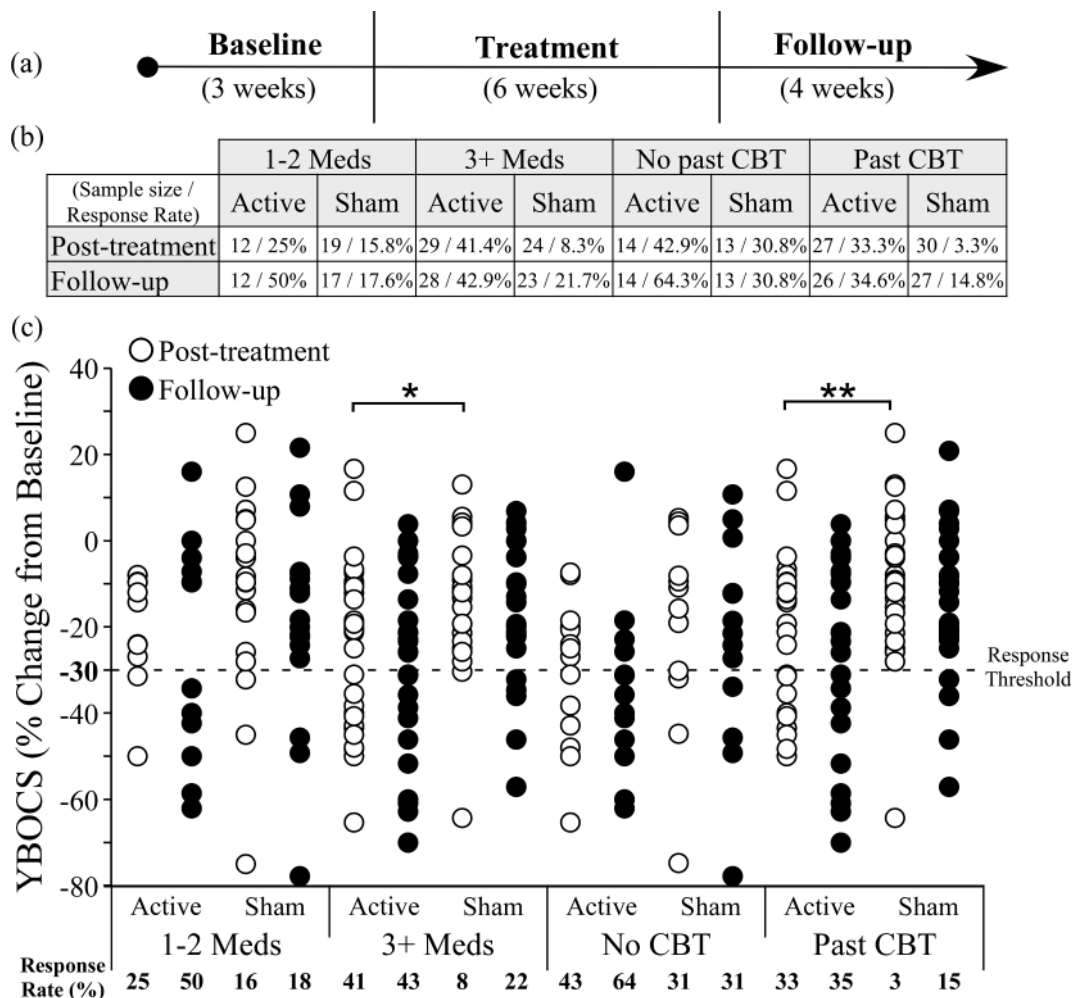 (a)
Baseline Treatment Follow-up
(3 weeks) (6 weeks) (4 weeks)
(b)
1-2 Meds 3+ Meds No past CBT Past CBT
(Sample size /
Response Rate) Active Sham Active Sham Active Sham Active Sham
Post-treatment 12 / 25% 19 / 15.8% 29 / 41.4% 24 / 8.3% 14 / 42.9% 13 / 30.8% 27 / 33.3% 30 / 3.3%
Follow-up 12 / 50% 17 / 17.6% 28 / 42.9% 23 / 21.7% 14 / 64.3% 13 / 30.8% 26 / 34.6% 27 / 14.8%
(c)
Post-treatment
Follow-up
* **
YBOCS (% Change from Baseline)
40
20
0
-20
-30
-40
-60
-80
Response
Threshold
Active Sham Active Sham Active Sham Active Sham
1-2 Meds 3+ Meds No CBT Past CBT
Response
Rate (%) 25 50 16 18 41 43 8 22 43 64 31 31 33 35 3 15